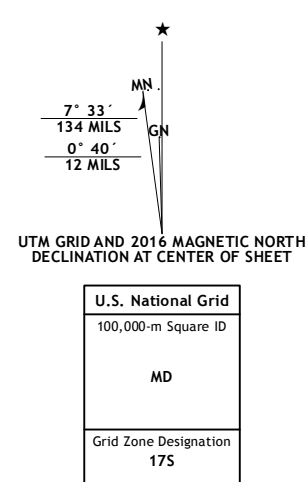 ★
MN
7° 33´
134 MILS
GN
0° 40´
12 MILS
UTM GRID AND 2016 MAGNETIC NORTH
DECLINATION AT CENTER OF SHEET
U.S. National Grid
100,000-m Square ID
MD
Grid Zone Designation
17S